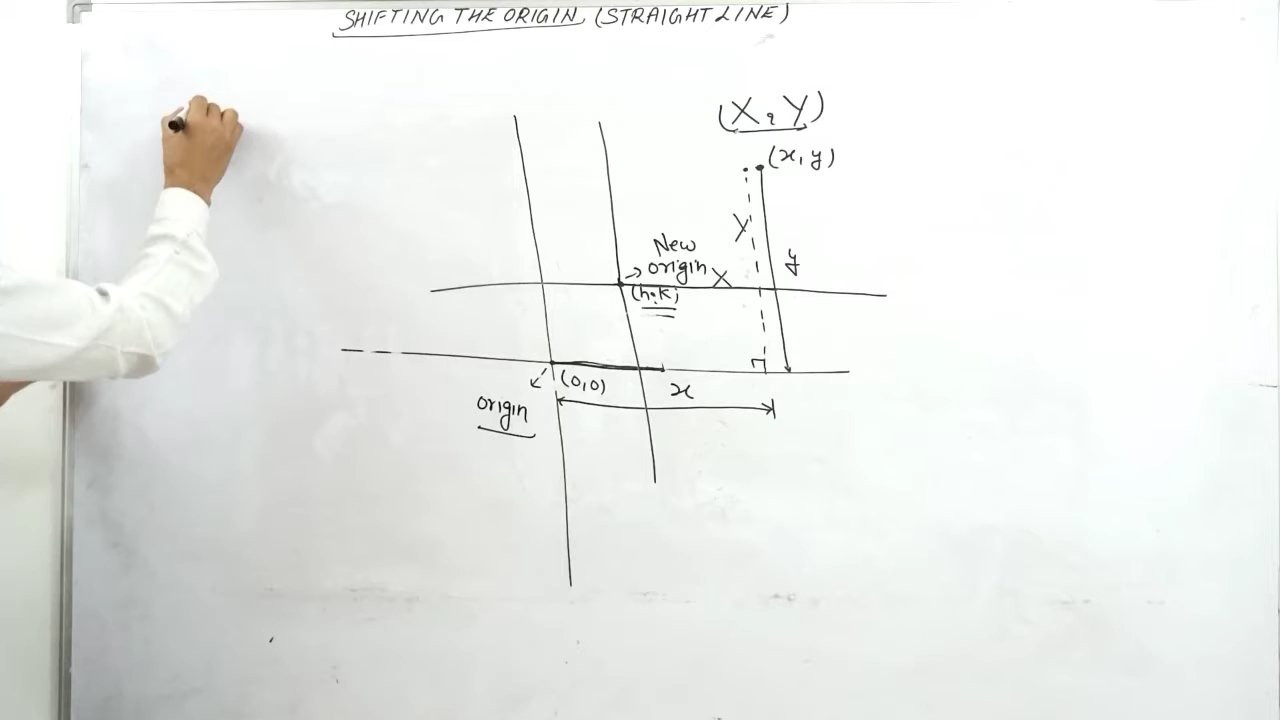 SHIFTING THE ORIGIN (STRAIGHT LINE)
(X, Y)
(x, y)
Y
New
origin
X
y
(h,k)
(0,0)
x
origin